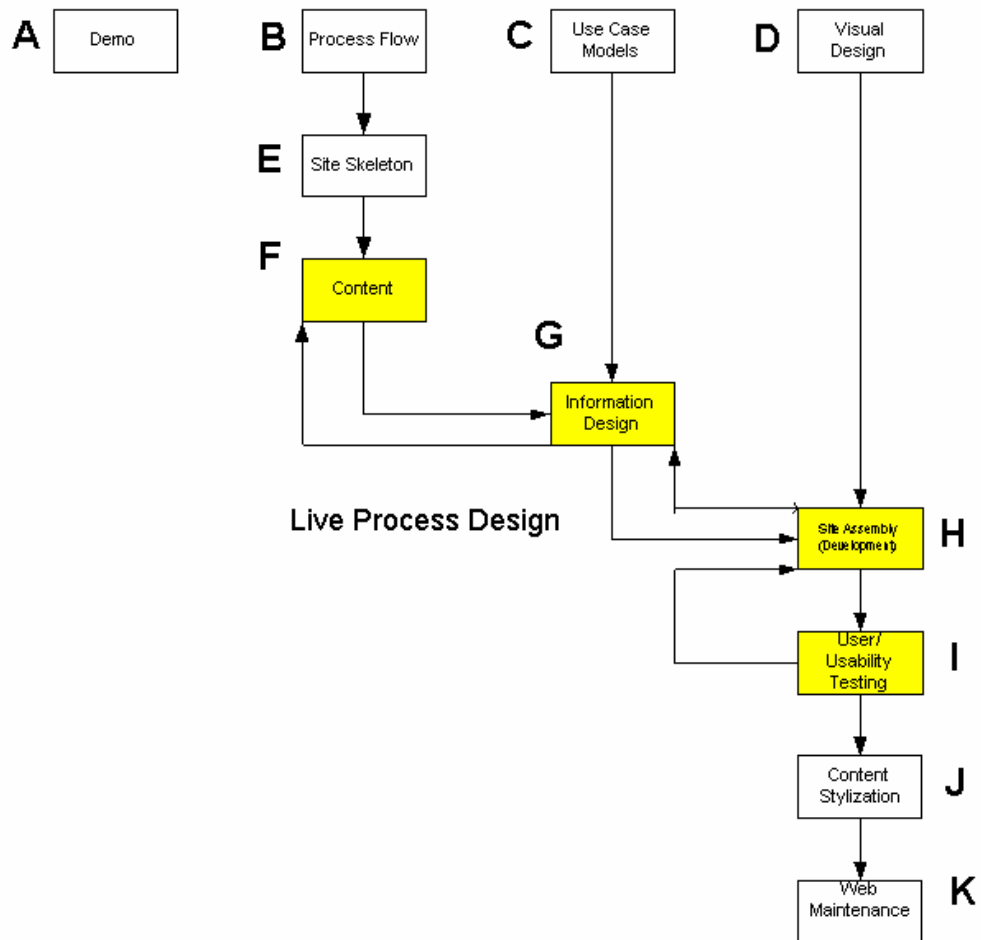 A
Demo
B
Process Flow
C
Use Case
Models
D
Visual
Design
E
Site Skeleton
F
Content
G
Information
Design
Live Process Design
Site Assembly
(Development)
H
User/
Usability
Testing
I
Content
Stylization
J
Web
Maintenance
K